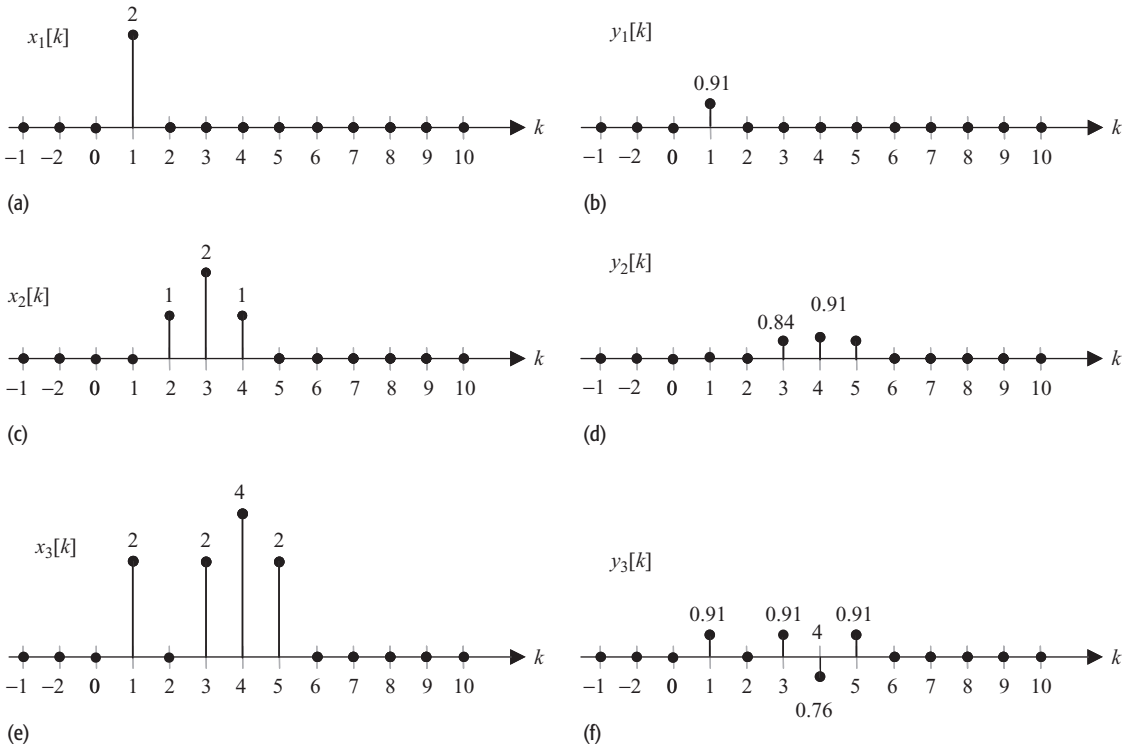 2
x₁[k]
k
−1 −2 0 1 2 3 4 5 6 7 8 9 10
(a)
y₁[k]
0.91
k
−1 −2 0 1 2 3 4 5 6 7 8 9 10
(b)
2
x₂[k]
1 1
k
−1 −2 0 1 2 3 4 5 6 7 8 9 10
(c)
y₂[k]
0.91
0.84
k
−1 −2 0 1 2 3 4 5 6 7 8 9 10
(d)
4
x₃[k]
2 2 2
k
−1 −2 0 1 2 3 4 5 6 7 8 9 10
(e)
y₃[k]
0.91 0.91 4 0.91
k
−1 −2 0 1 2 3 5 6 7 8 9 10
0.76
(f)